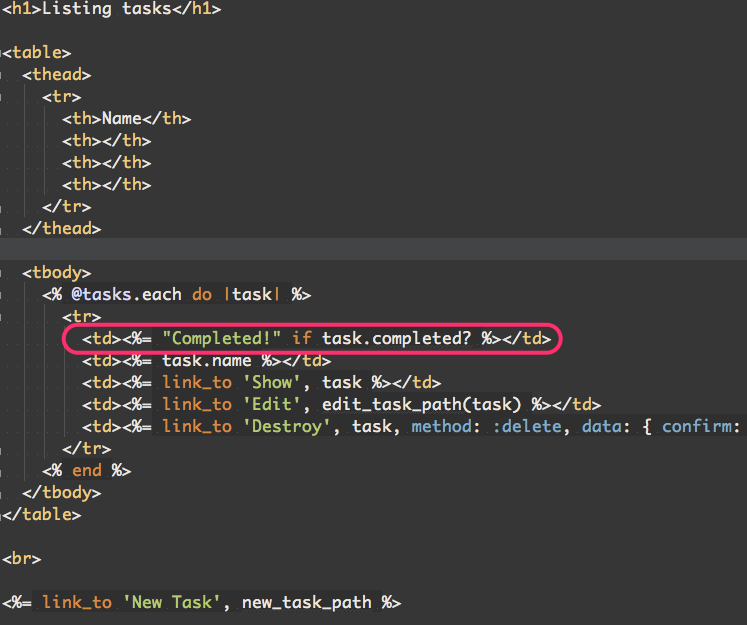 <h1>Listing tasks</h1>
<table>
<thead>
<tr>
<th>Name</th>
<th></th>
<th></th>
<th></th>
</tr>
</thead>
<tbody>
<% @tasks.each do |task| %>
<tr>
<td><%= "Completed!" if task.completed? %></td>
<td><%= task.name %></td>
<td><%= link_to 'Show', task %></td>
<td><%= link_to 'Edit', edit_task_path(task) %></td>
<td><%= link_to 'Destroy', task, method: :delete, data: { confirm:
</tr>
<% end %>
</tbody>
</table>
<br>
<%= link_to 'New Task', new_task_path %>